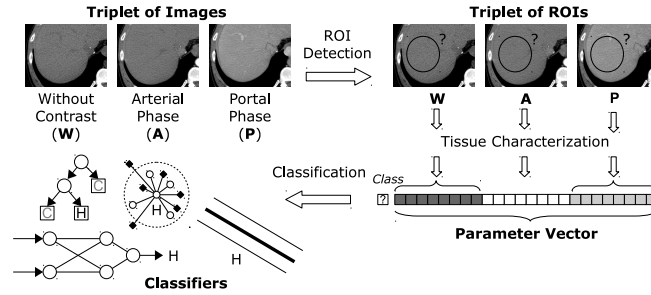 Triplet of Images
Triplet of ROIs
ROI
Detection
?
?
?
Without
Contrast
(W)
Arterial
Phase
(A)
Portal
Phase
(P)
W
A
P
Tissue Characterization
Classification
Class
?
Parameter Vector
C
C
H
H
H
H
Classifiers